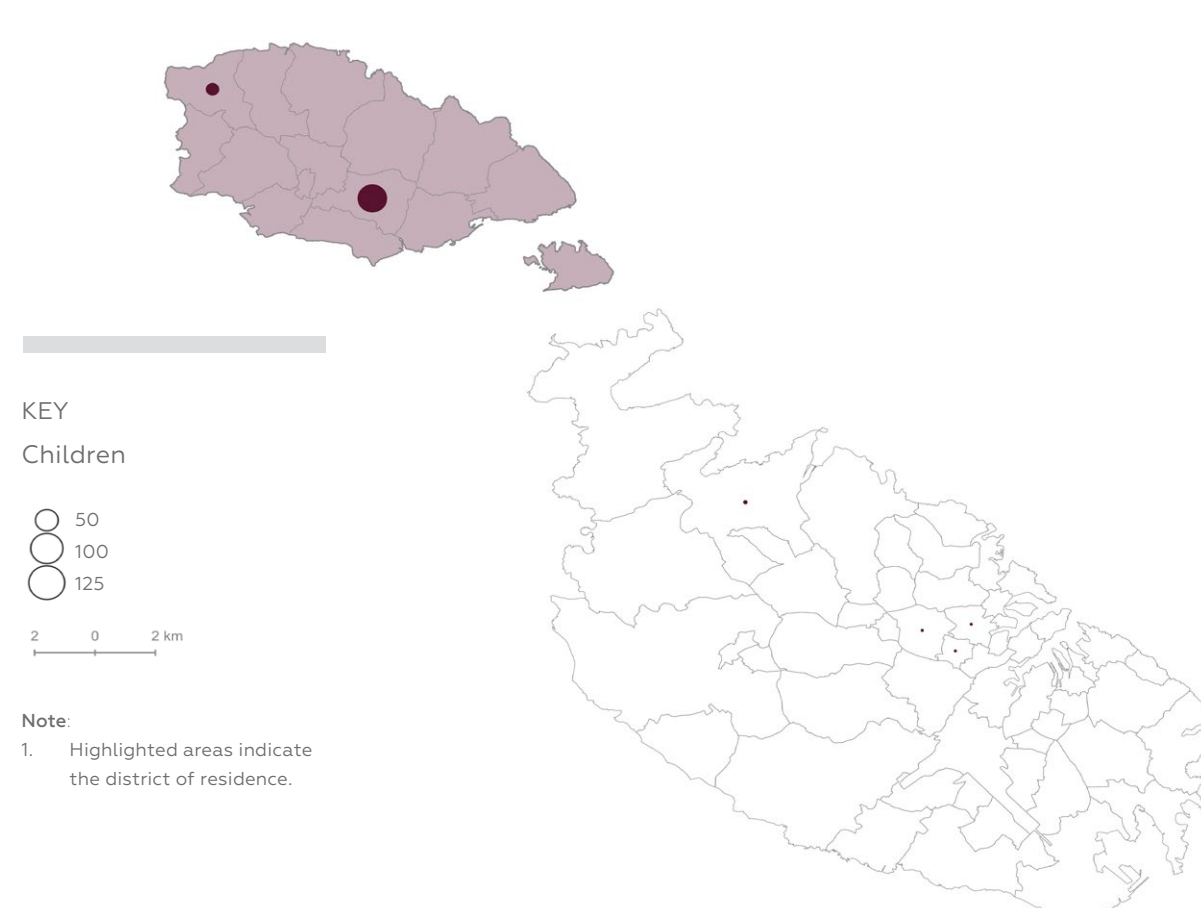 KEY
Children
50
100
125
2 0 2 km
Note:
1. Highlighted areas indicate
the district of residence.